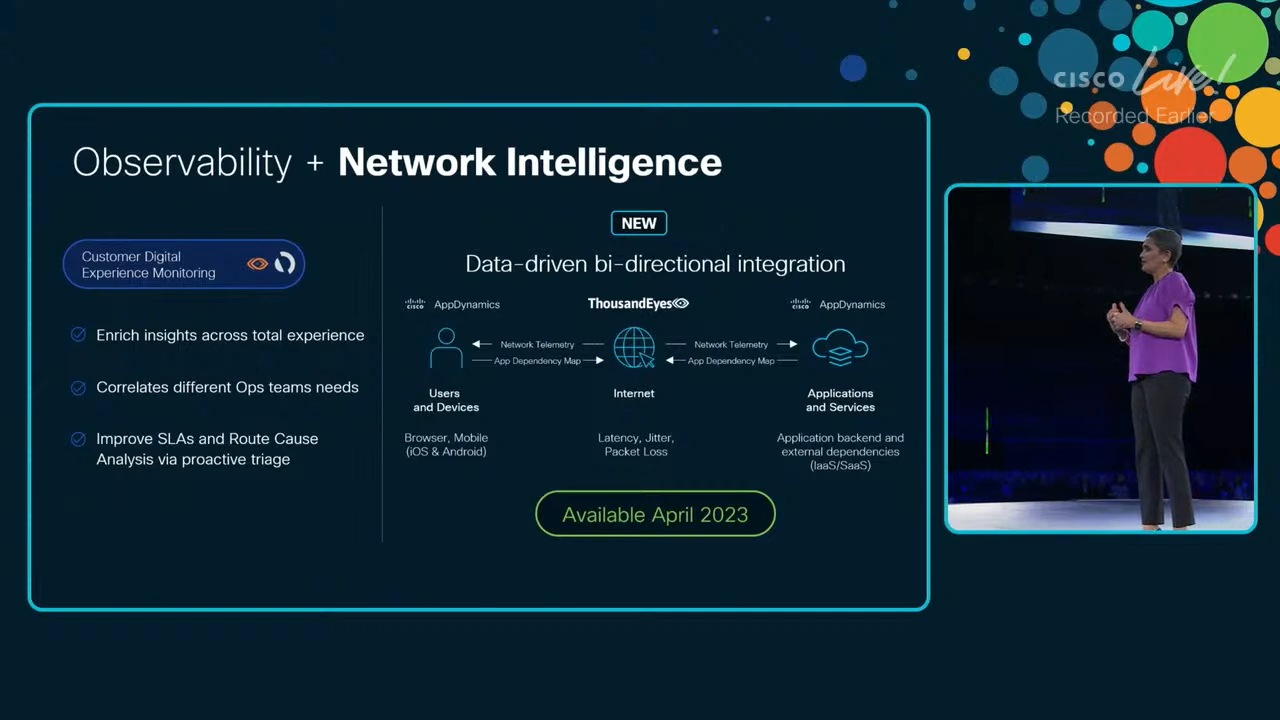 CISCO Live!
Recorded Earlier
Observability + Network Intelligence
Customer Digital
Experience Monitoring
Enrich insights across total experience
Correlates different Ops teams needs
Improve SLAs and Route Cause
Analysis via proactive triage
NEW
Data-driven bi-directional integration
CISCO AppDynamics
ThousandEyes
CISCO AppDynamics
Network Telemetry
App Dependency Map
Network Telemetry
App Dependency Map
Users
and Devices
Internet
Applications
and Services
Browser, Mobile
(iOS & Android)
Latency, Jitter,
Packet Loss
Application backend and
external dependencies
(IaaS/SaaS)
Available April 2023